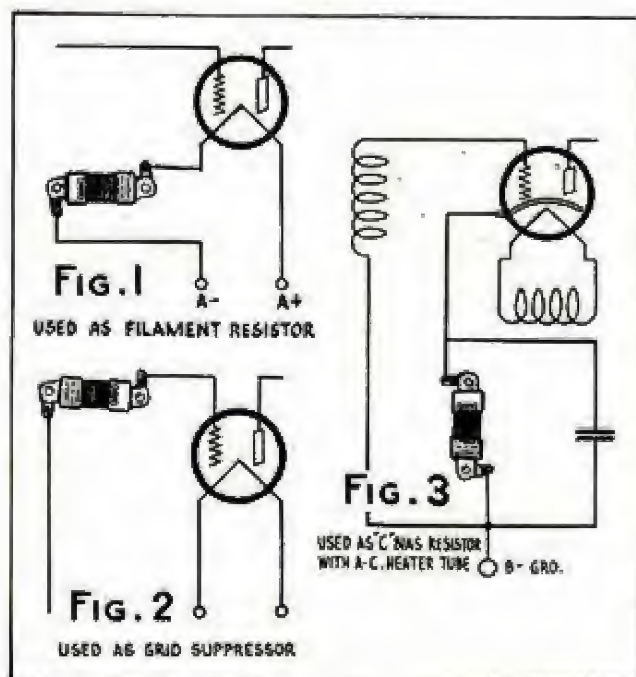 FIG. 1
A- A+
USED AS FILAMENT RESISTOR
FIG. 2
USED AS GRID SUPPRESSOR
FIG. 3
USED AS "C" BIAS RESISTOR
WITH A-C. HEATER TUBE
B- GRD.